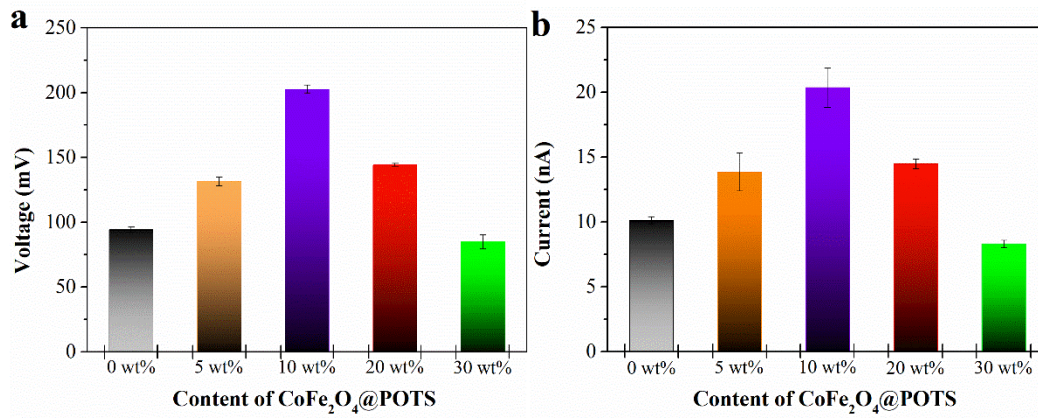 a
250
200
150
100
50
0
Voltage (mV)
0 wt% 5 wt% 10 wt% 20 wt% 30 wt%
Content of CoFe₂O₄@POTS
b
25
20
15
10
5
0
Current (nA)
0 wt% 5 wt% 10 wt% 20 wt% 30 wt%
Content of CoFe₂O₄@POTS